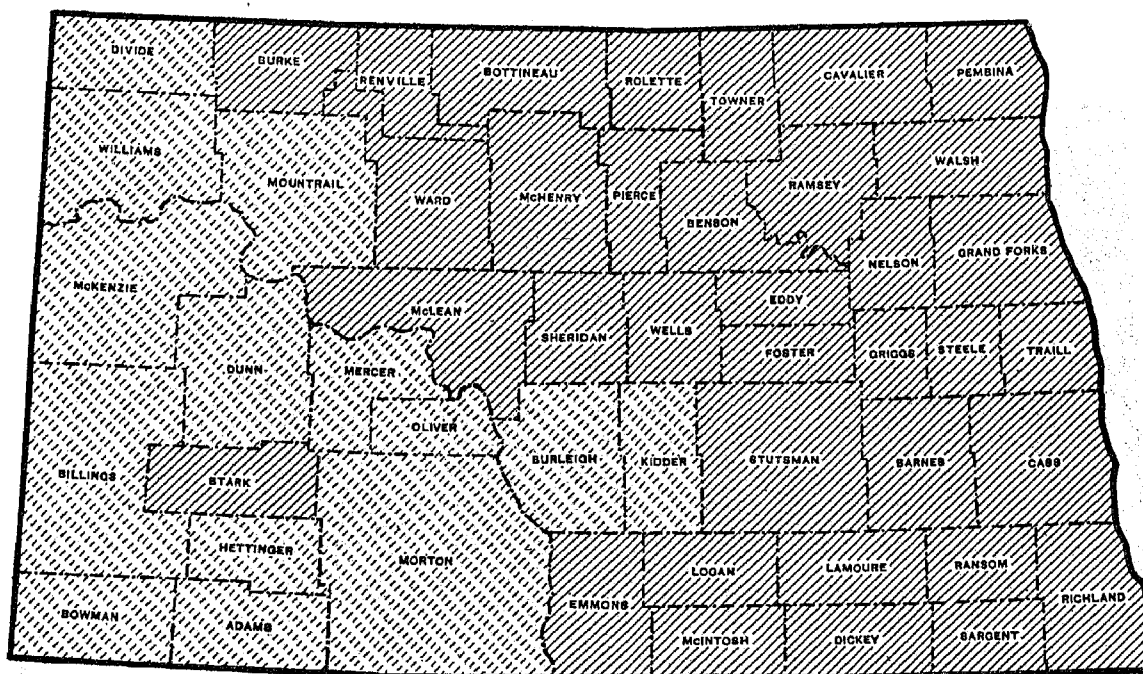 DIVIDE
BURKE
RENVILLE
BOTTINEAU
ROLETTE
TOWNER
CAVALIER
PEMBINA
WILLIAMS
MOUNTRAIL
WARD
McHENRY
PIERCE
BENSON
RAMSEY
WALSH
McKENZIE
DUNN
McLEAN
MERCER
OLIVER
SHERIDAN
WELLS
EDDY
FOSTER
NELSON
GRAND FORKS
GRIGGS
STEELE
TRAILL
BILLINGS
STARK
BURLEIGH
KIDDER
STUTSMAN
BARNES
CASS
HETTINGER
MORTON
BOWMAN
ADAMS
EMMONS
LOGAN
LAMOURE
RANSOM
RICHLAND
McINTOSH
DICKEY
SARGENT